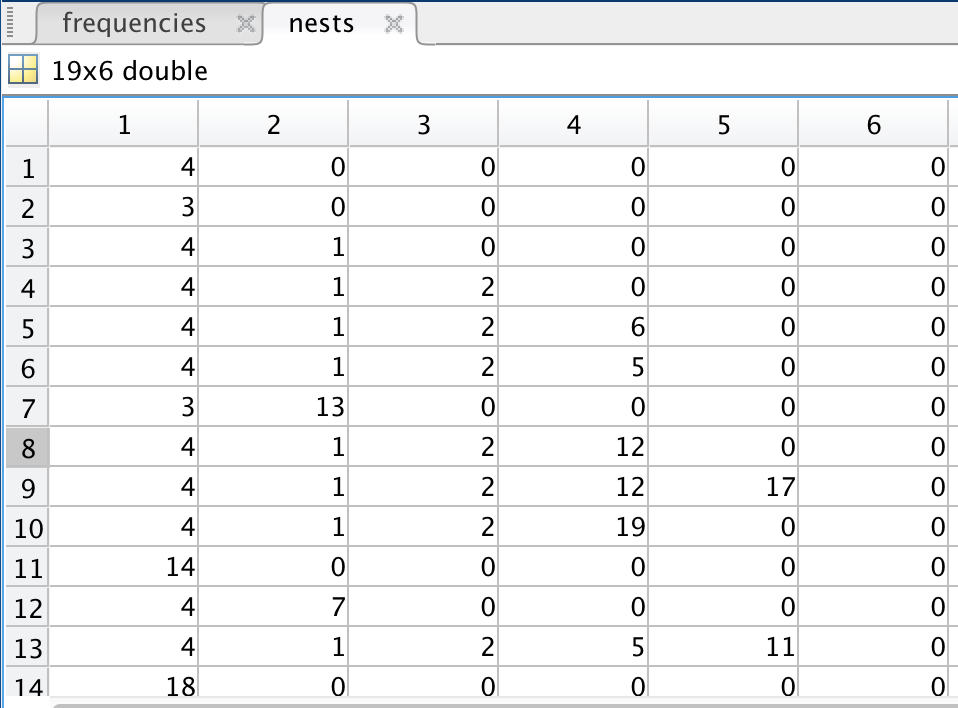 frequencies nests
19x6 double
1 2 3 4 5 6
1 4 0 0 0 0 0
2 3 0 0 0 0 0
3 4 1 0 0 0 0
4 4 1 2 0 0 0
5 4 1 2 6 0 0
6 4 1 2 5 0 0
7 3 13 0 0 0 0
8 4 1 2 12 0 0
9 4 1 2 12 17 0
10 4 1 2 19 0 0
11 14 0 0 0 0 0
12 4 7 0 0 0 0
13 4 1 2 5 11 0
14 18 0 0 0 0 0